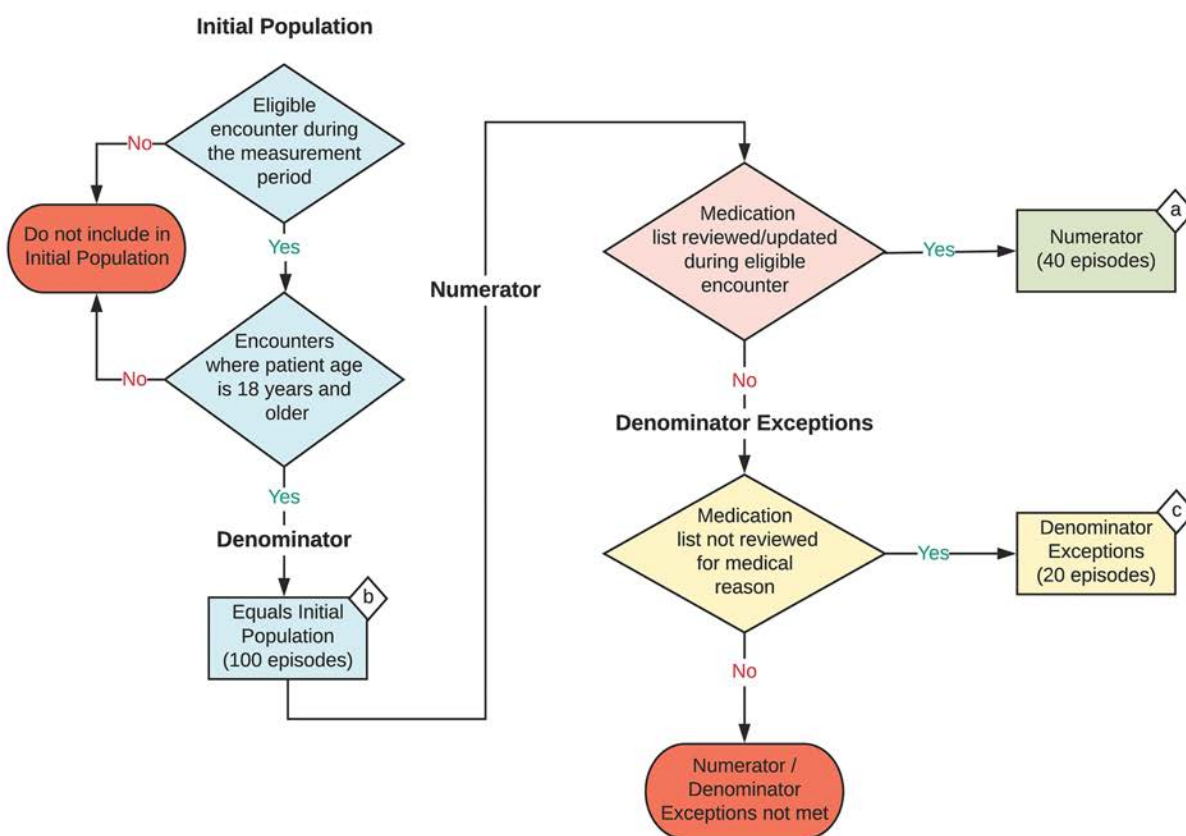 Initial Population
Eligible
encounter during
the measurement
period
No
Do not include in
Initial Population
Yes
Encounters
where patient age
is 18 years and
older
No
Yes
Denominator
b
Equals Initial
Population
(100 episodes)
Numerator
Medication
list reviewed/updated
during eligible
encounter
Yes
a
Numerator
(40 episodes)
No
Denominator Exceptions
Medication
list not reviewed
for medical
reason
Yes
c
Denominator
Exceptions
(20 episodes)
No
Numerator /
Denominator
Exceptions not met